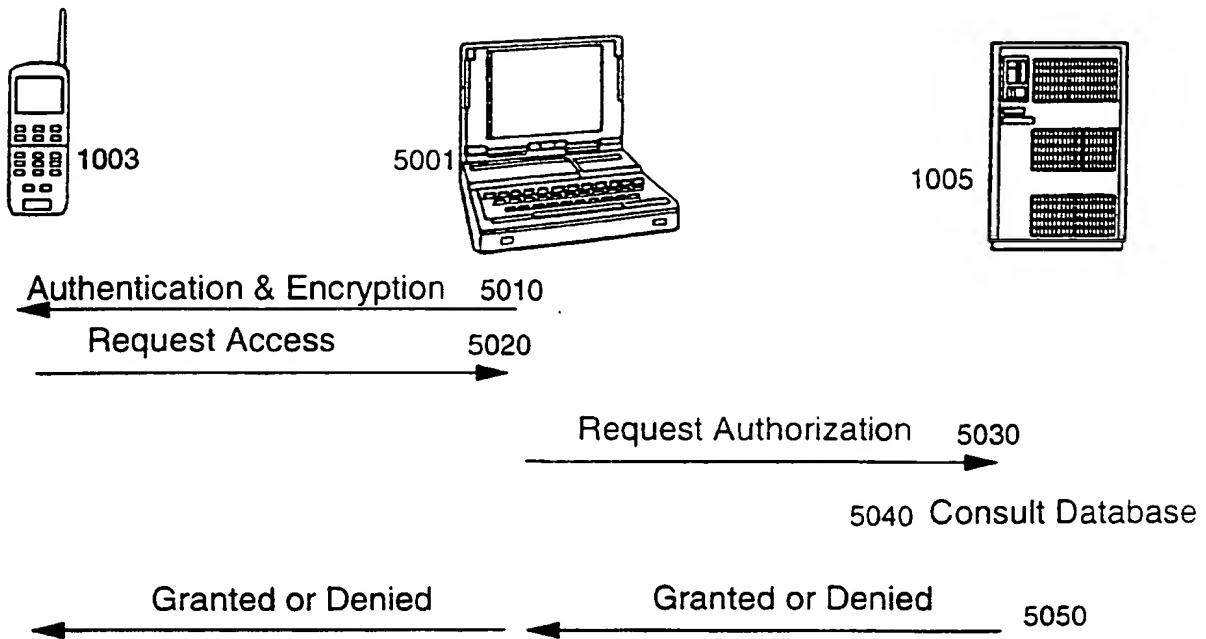 1003
5001
1005
Authentication & Encryption 5010
Request Access 5020
Request Authorization 5030
5040 Consult Database
Granted or Denied Granted or Denied 5050